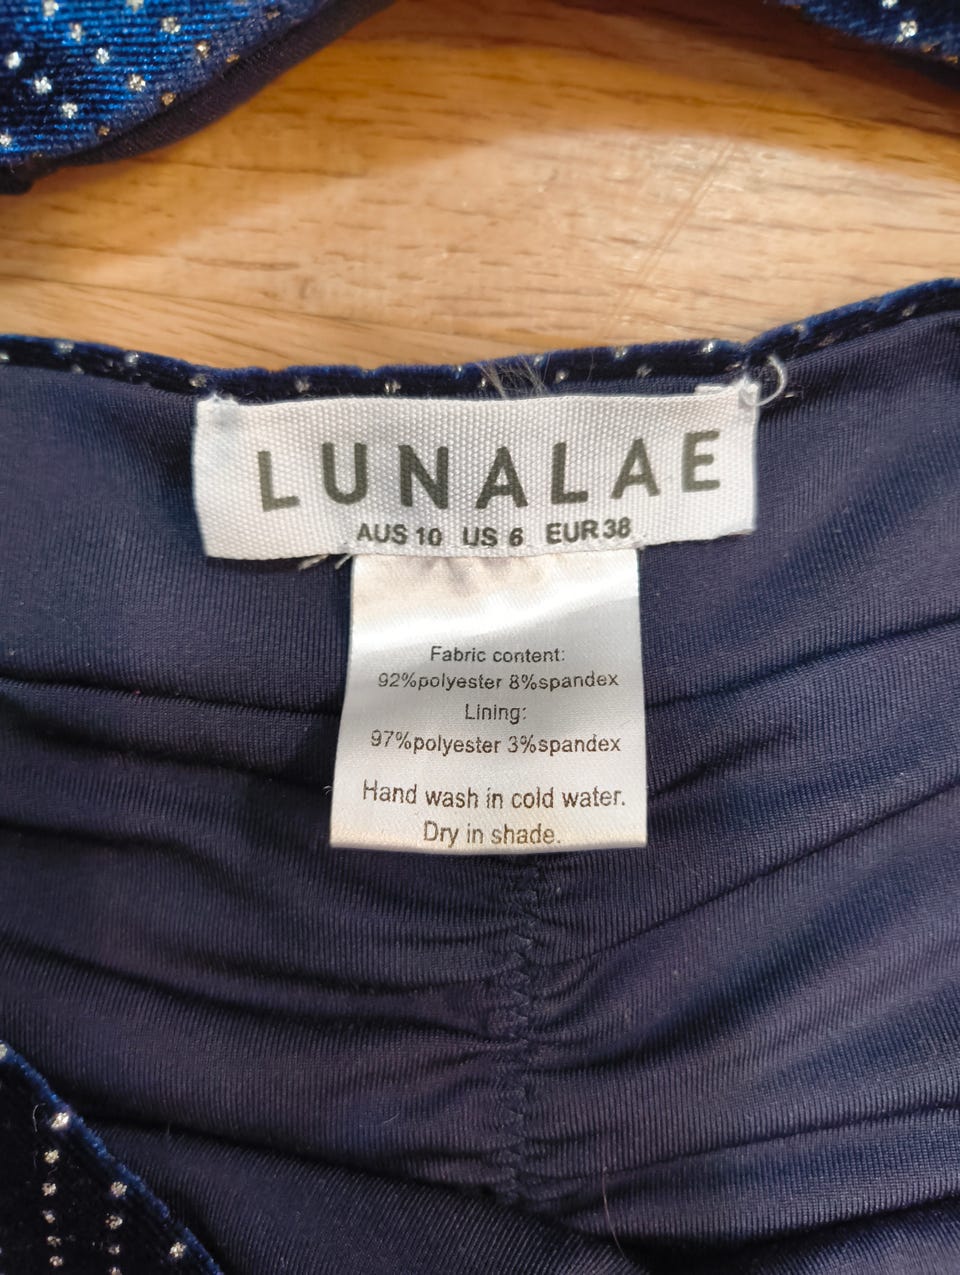 LUNALAE
AUS 10 US 6 EUR 38
Fabric content:
92%polyester 8%spandex
Lining:
97%polyester 3%spandex
Hand wash in cold water.
Dry in shade.